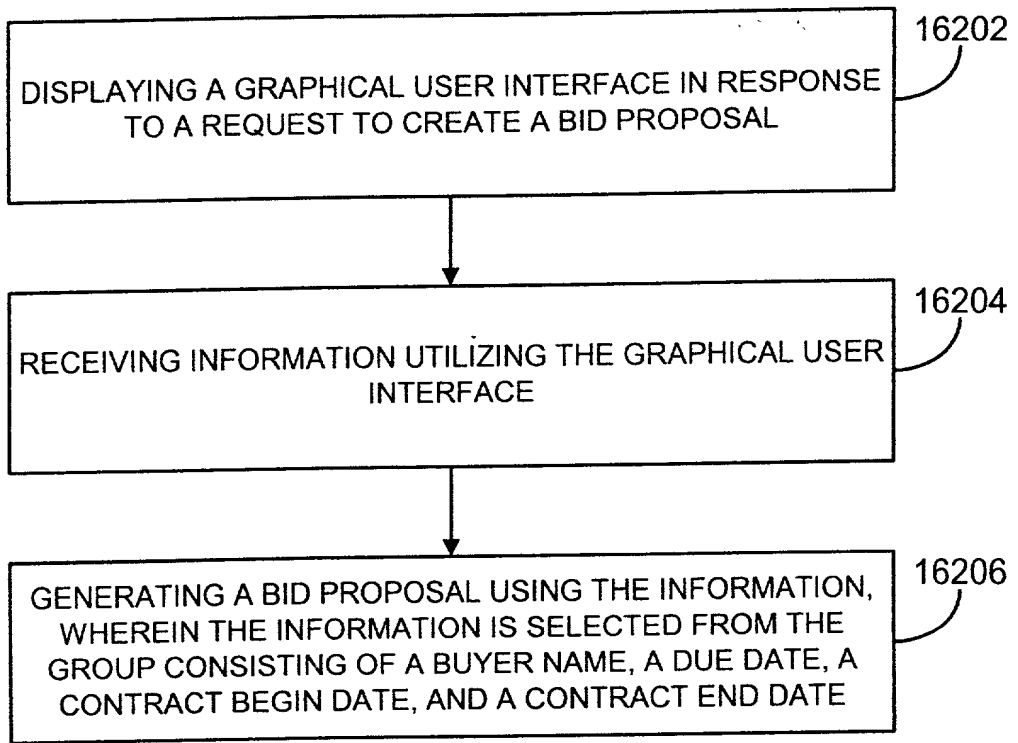 16202
DISPLAYING A GRAPHICAL USER INTERFACE IN RESPONSE
TO A REQUEST TO CREATE A BID PROPOSAL
16204
RECEIVING INFORMATION UTILIZING THE GRAPHICAL USER
INTERFACE
16206
GENERATING A BID PROPOSAL USING THE INFORMATION,
WHEREIN THE INFORMATION IS SELECTED FROM THE
GROUP CONSISTING OF A BUYER NAME, A DUE DATE, A
CONTRACT BEGIN DATE, AND A CONTRACT END DATE